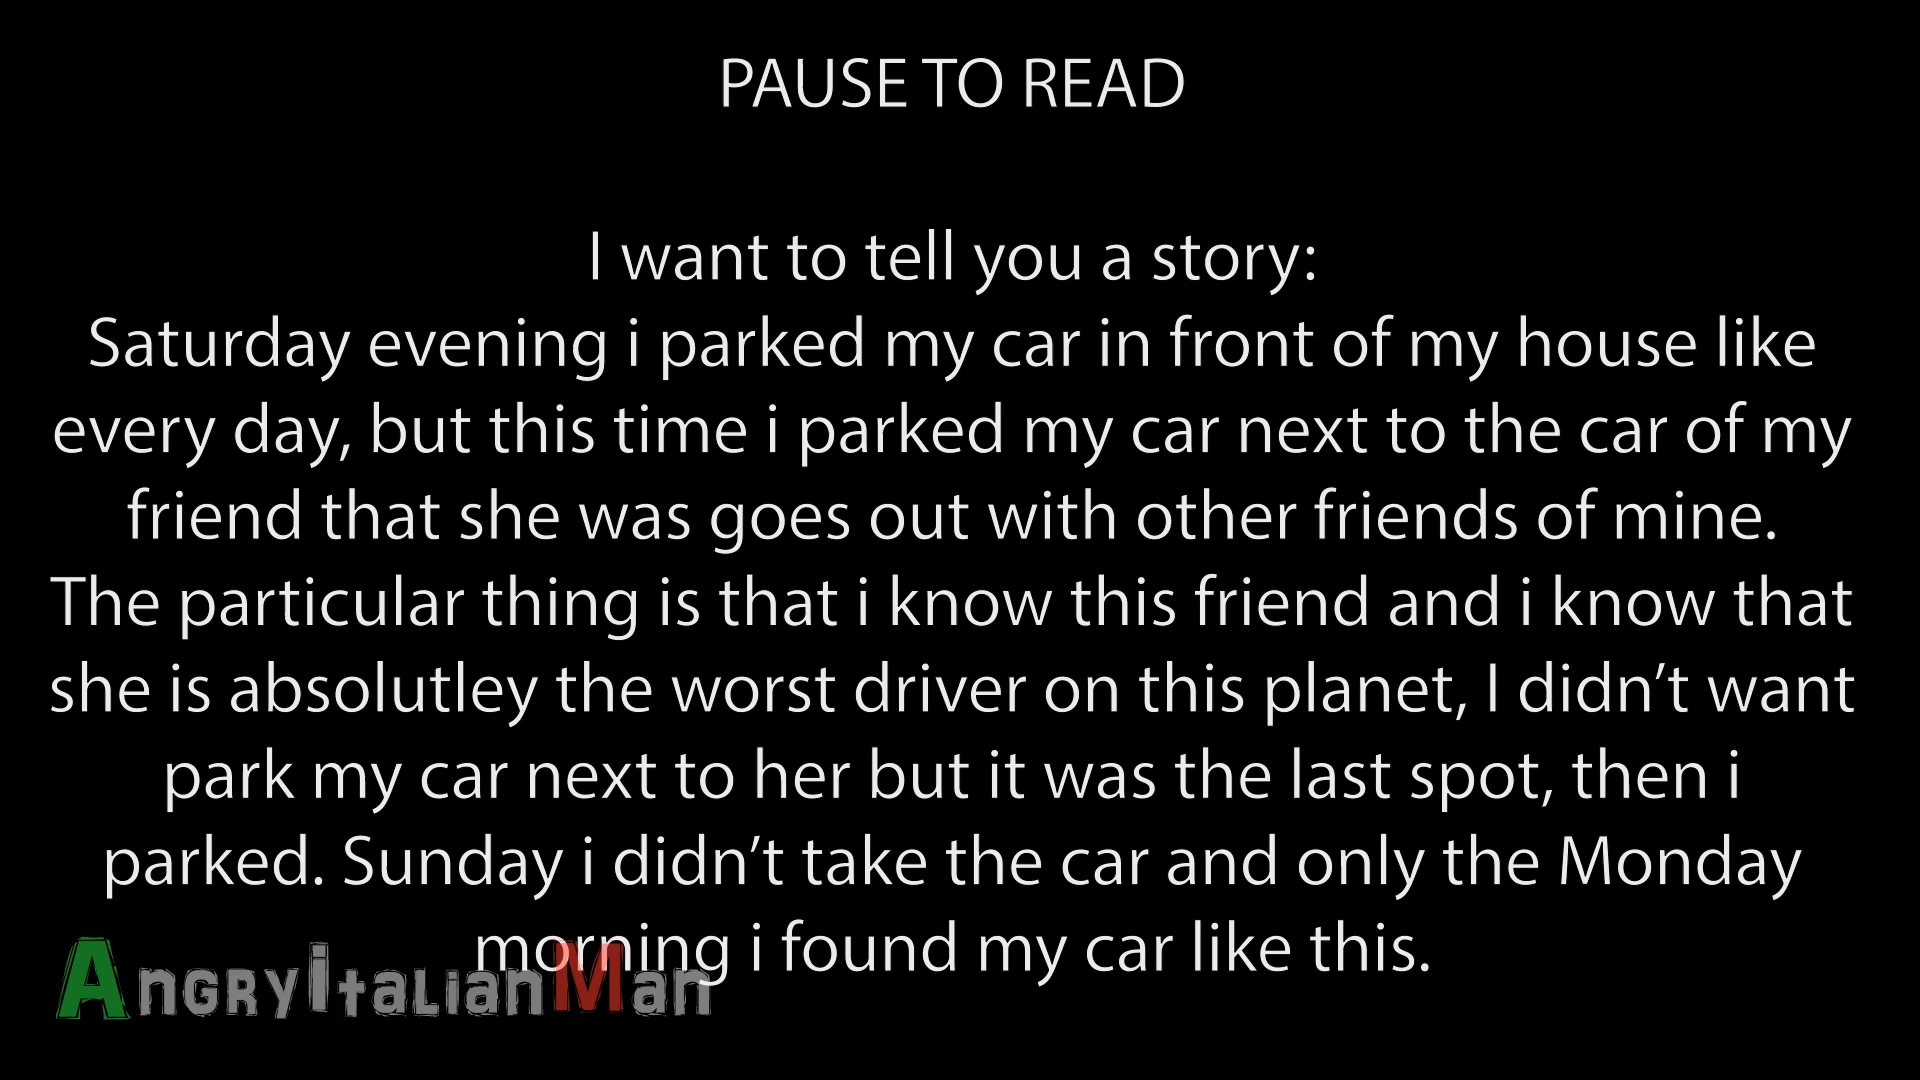 PAUSE TO READ
I want to tell you a story:
Saturday evening i parked my car in front of my house like
every day, but this time i parked my car next to the car of my
friend that she was goes out with other friends of mine.
The particular thing is that i know this friend and i know that
she is absolutley the worst driver on this planet, I didn’t want
park my car next to her but it was the last spot, then i
parked. Sunday i didn’t take the car and only the Monday
morning i found my car like this.
AngryItalianMan